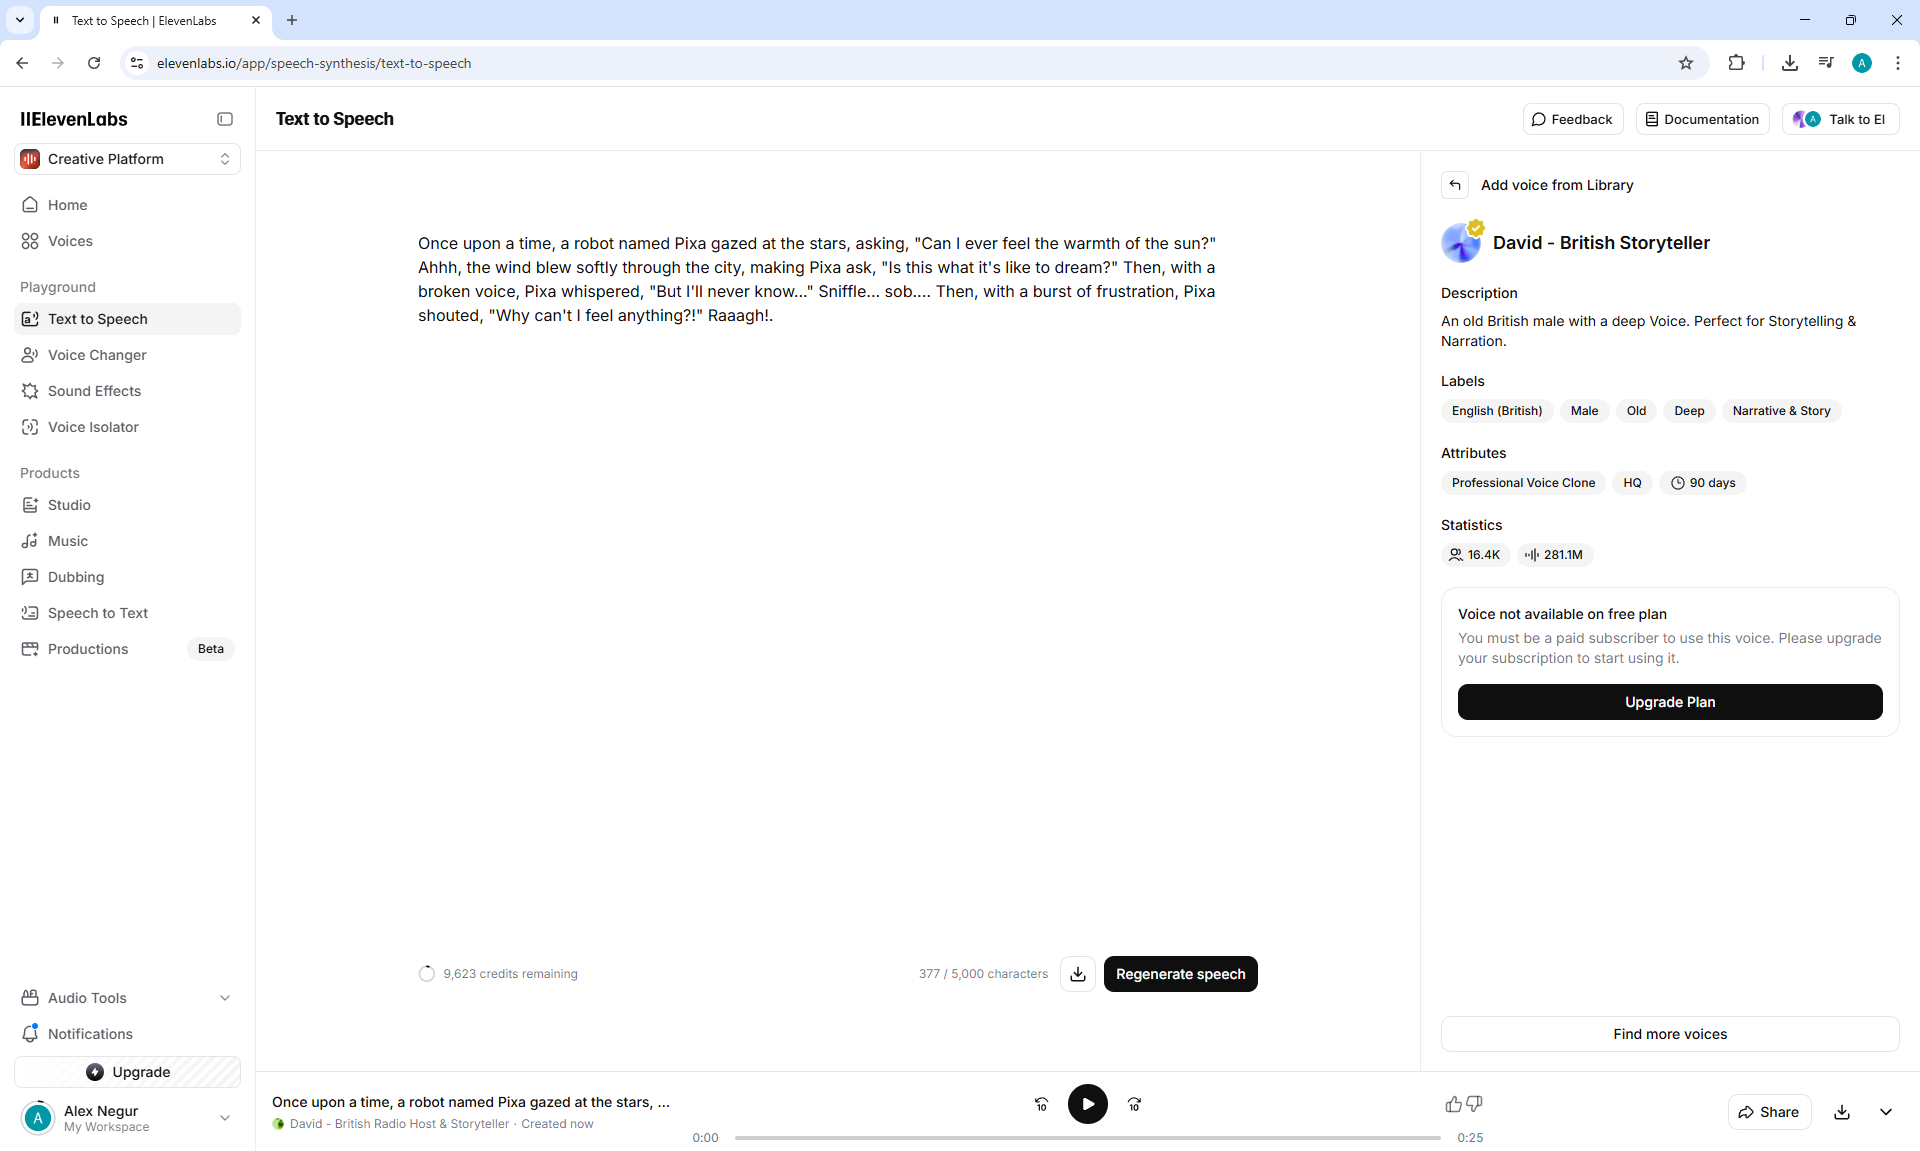 Text to Speech | ElevenLabs
elevenlabs.io/app/speech-synthesis/text-to-speech
A
IIElevenLabs
Creative Platform
Home
Voices
Playground
Text to Speech
Voice Changer
Sound Effects
Voice Isolator
Products
Studio
Music
Dubbing
Speech to Text
Productions
Beta
Audio Tools
Notifications
Upgrade
A
Alex Negur
My Workspace
Text to Speech
Feedback
Documentation
A
Talk to El
Once upon a time, a robot named Pixa gazed at the stars, asking, "Can I ever feel the warmth of the sun?"
Ahhh, the wind blew softly through the city, making Pixa ask, "Is this what it's like to dream?" Then, with a
broken voice, Pixa whispered, "But I'll never know..." Sniffle... sob.... Then, with a burst of frustration, Pixa
shouted, "Why can't I feel anything?!" Raaagh!.
9,623 credits remaining
377 / 5,000 characters
Regenerate speech
Add voice from Library
David - British Storyteller
Description
An old British male with a deep Voice. Perfect for Storytelling &
Narration.
Labels
English (British)
Male
Old
Deep
Narrative & Story
Attributes
Professional Voice Clone
HQ
90 days
Statistics
16.4K
281.1M
Voice not available on free plan
You must be a paid subscriber to use this voice. Please upgrade
your subscription to start using it.
Upgrade Plan
Find more voices
Once upon a time, a robot named Pixa gazed at the stars, ...
David - British Radio Host & Storyteller · Created now
10
10
0:00
0:25
Share